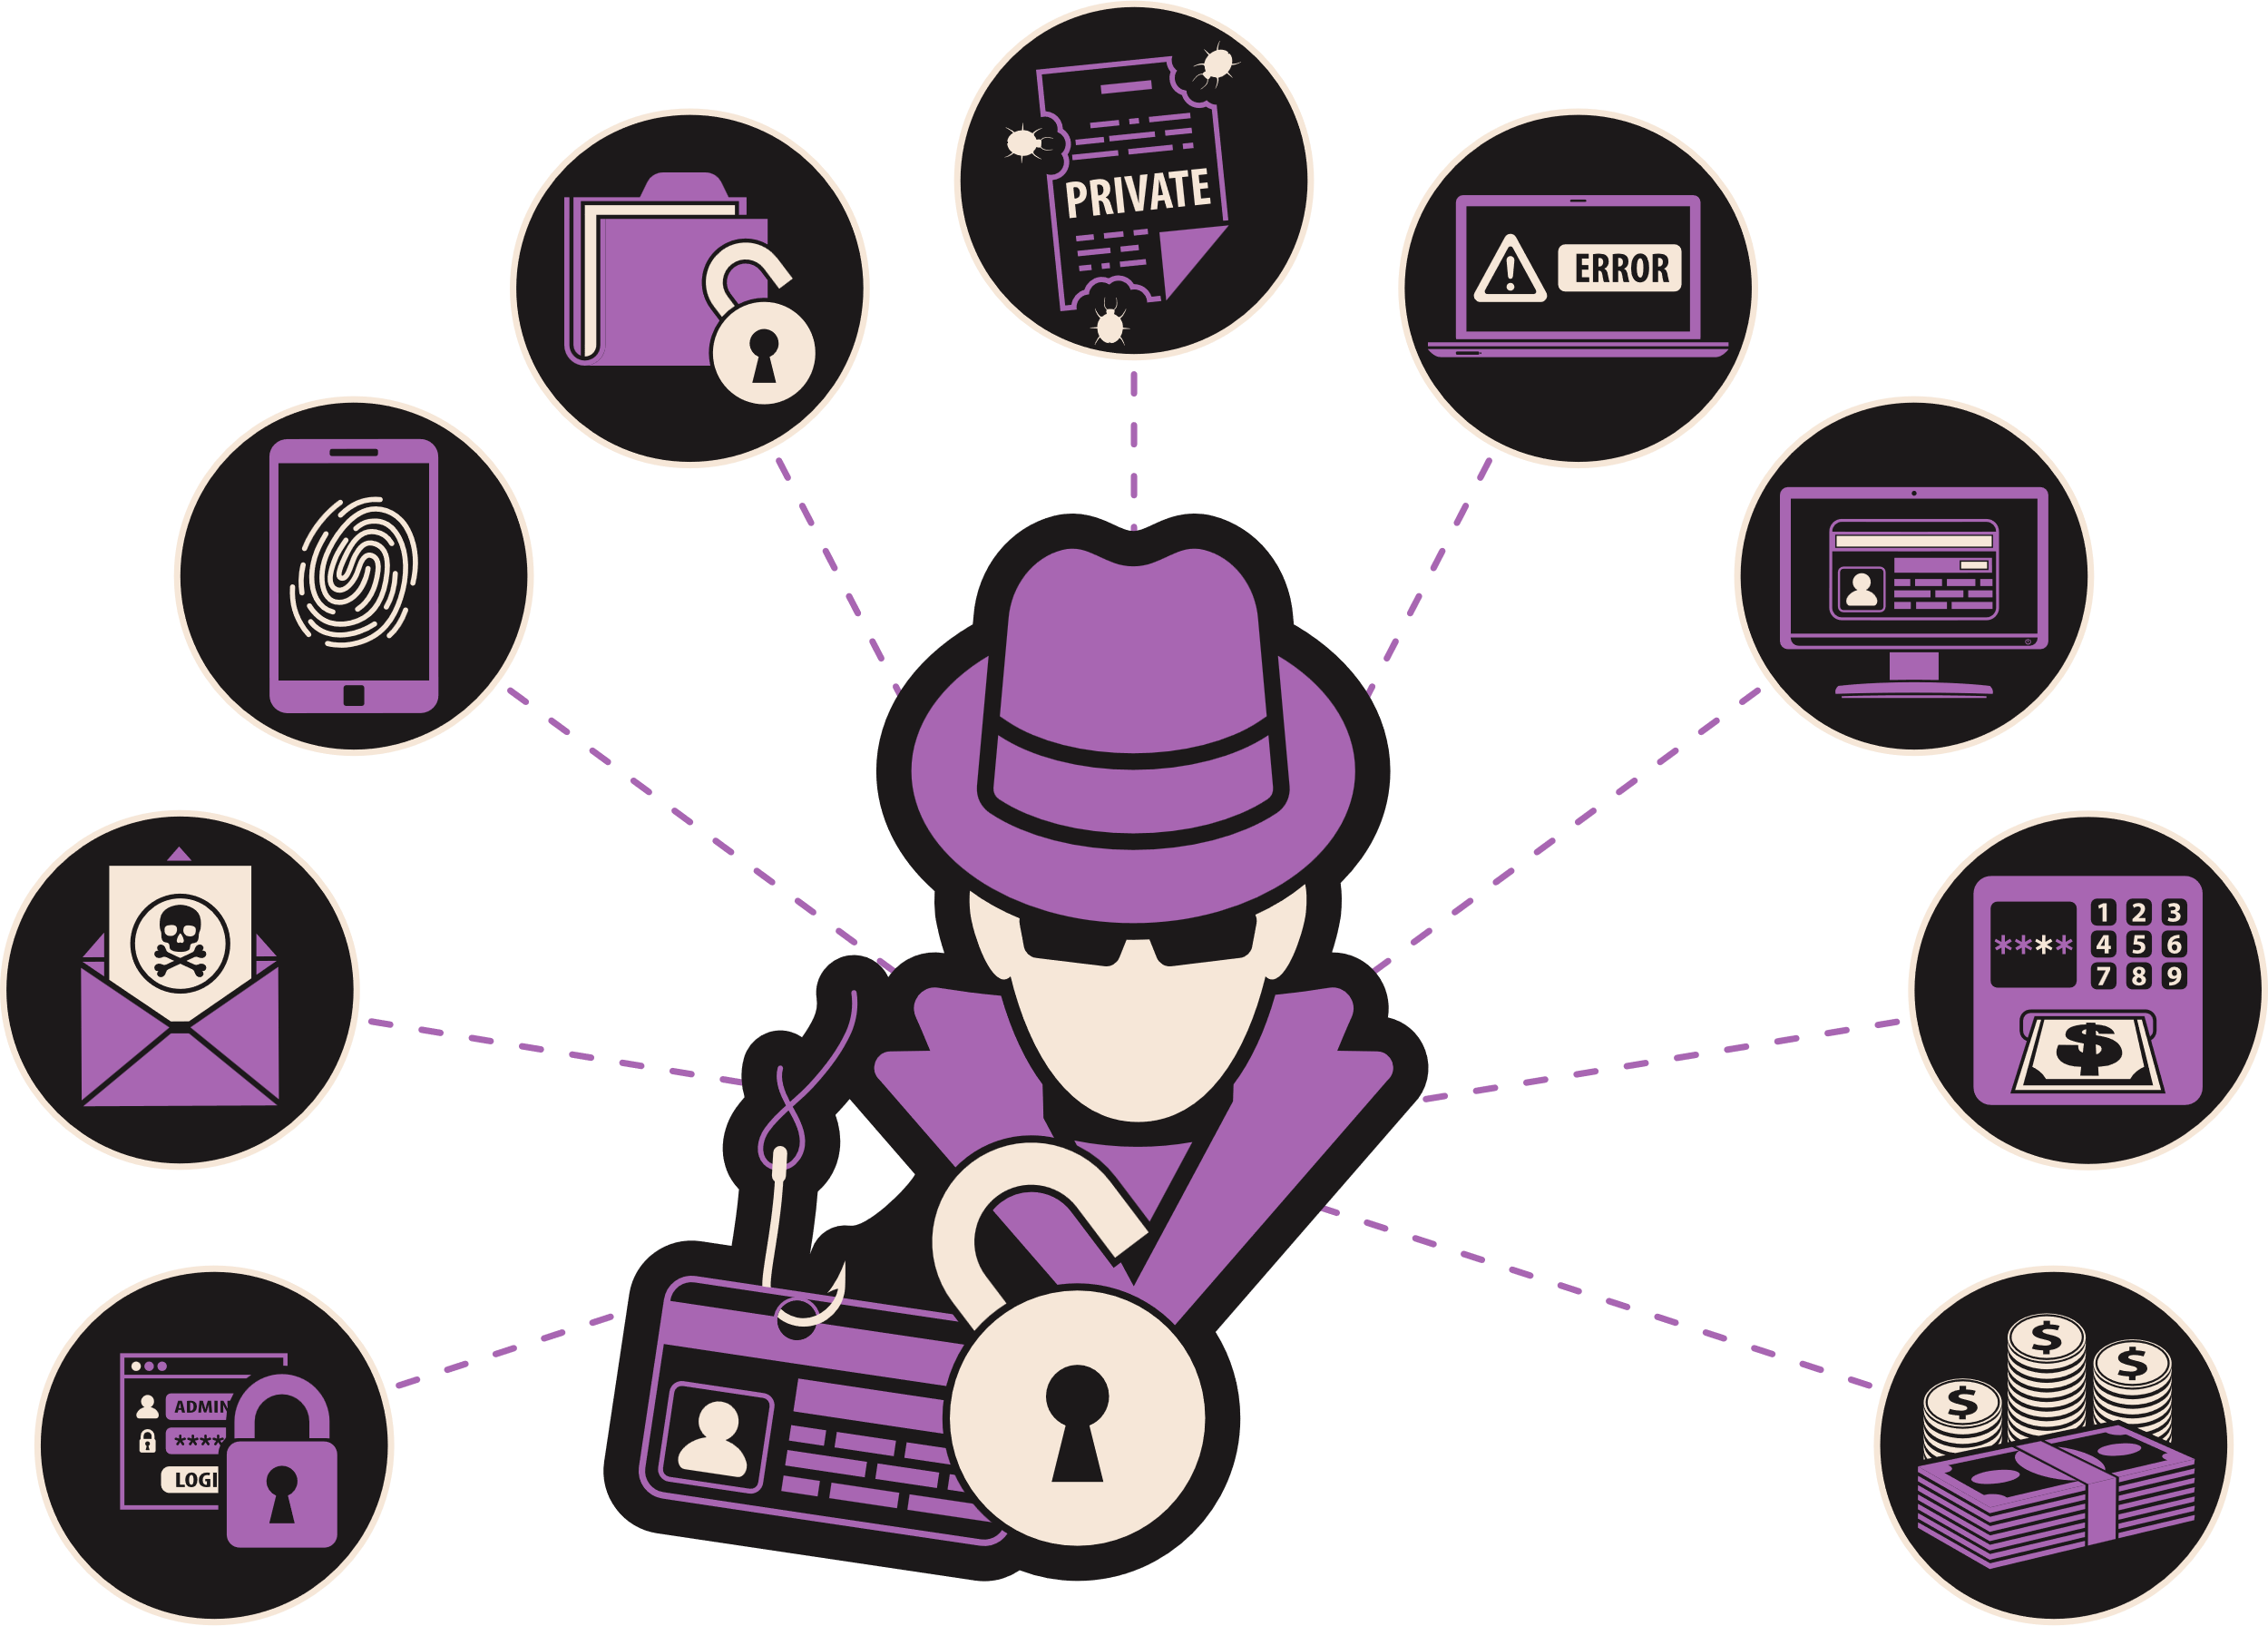 PRIVATE
ERROR
****
1 2 3
4 5 6
7 8 9
$
ADMIN
****
LOGI
$
$
$